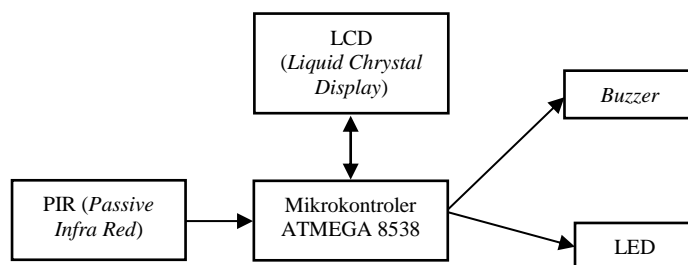 LCD
(Liquid Chrystal
Display)
Buzzer
PIR (Passive
Infra Red)
Mikrokontroler
ATMEGA 8538
LED